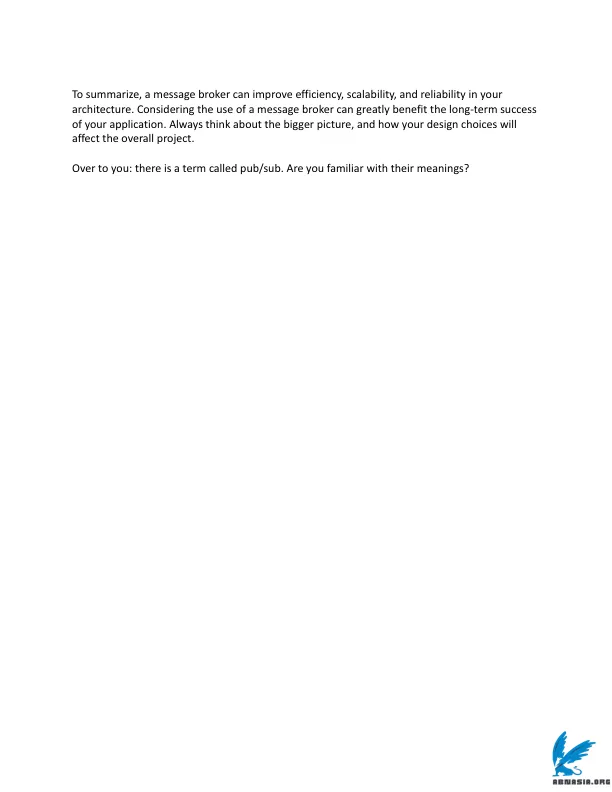 To summarize, a message broker can improve efficiency, scalability, and reliability in your
architecture. Considering the use of a message broker can greatly benefit the long-term success
of your application. Always think about the bigger picture, and how your design choices will
affect the overall project.
Over to you: there is a term called pub/sub. Are you familiar with their meanings?
ABNASIA.ORG